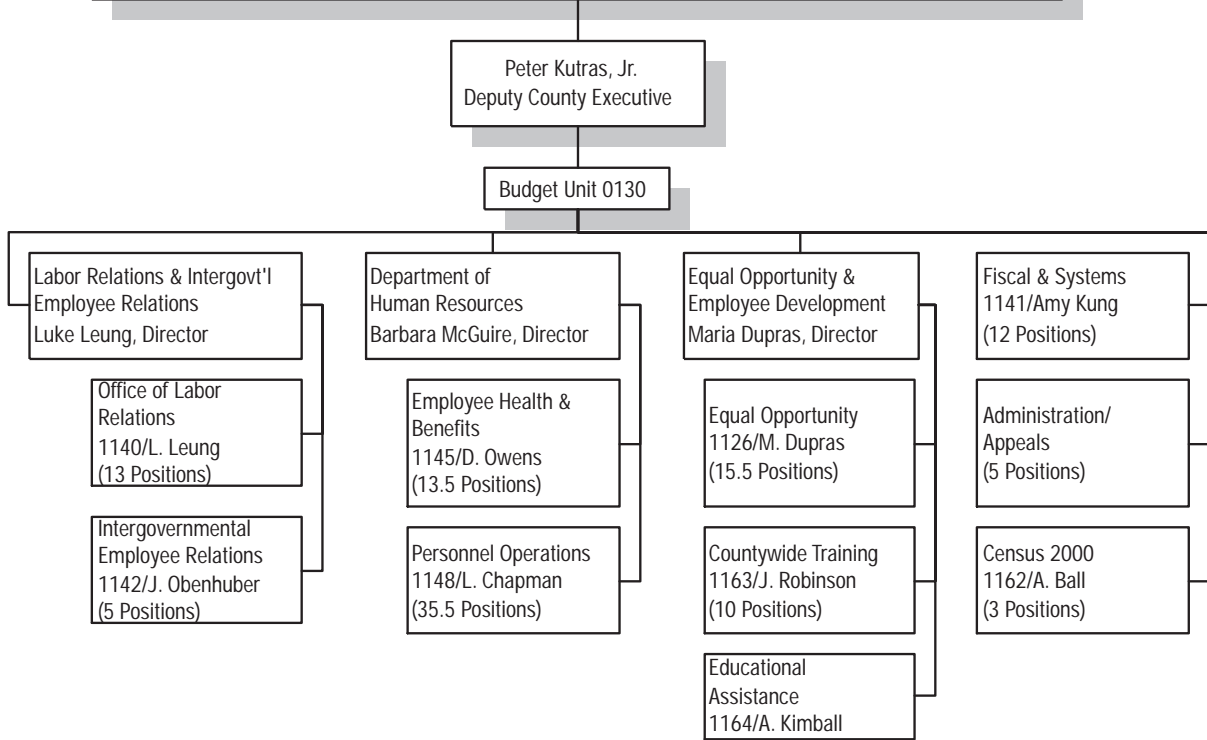 Peter Kutras, Jr.
Deputy County Executive
Budget Unit 0130
Labor Relations & Intergovt'l
Employee Relations
Luke Leung, Director
Office of Labor
Relations
1140/L. Leung
(13 Positions)
Intergovernmental
Employee Relations
1142/J. Obenhuber
(5 Positions)
Department of
Human Resources
Barbara McGuire, Director
Employee Health &
Benefits
1145/D. Owens
(13.5 Positions)
Personnel Operations
1148/L. Chapman
(35.5 Positions)
Equal Opportunity &
Employee Development
Maria Dupras, Director
Equal Opportunity
1126/M. Dupras
(15.5 Positions)
Countywide Training
1163/J. Robinson
(10 Positions)
Educational
Assistance
1164/A. Kimball
Fiscal & Systems
1141/Amy Kung
(12 Positions)
Administration/
Appeals
(5 Positions)
Census 2000
1162/A. Ball
(3 Positions)